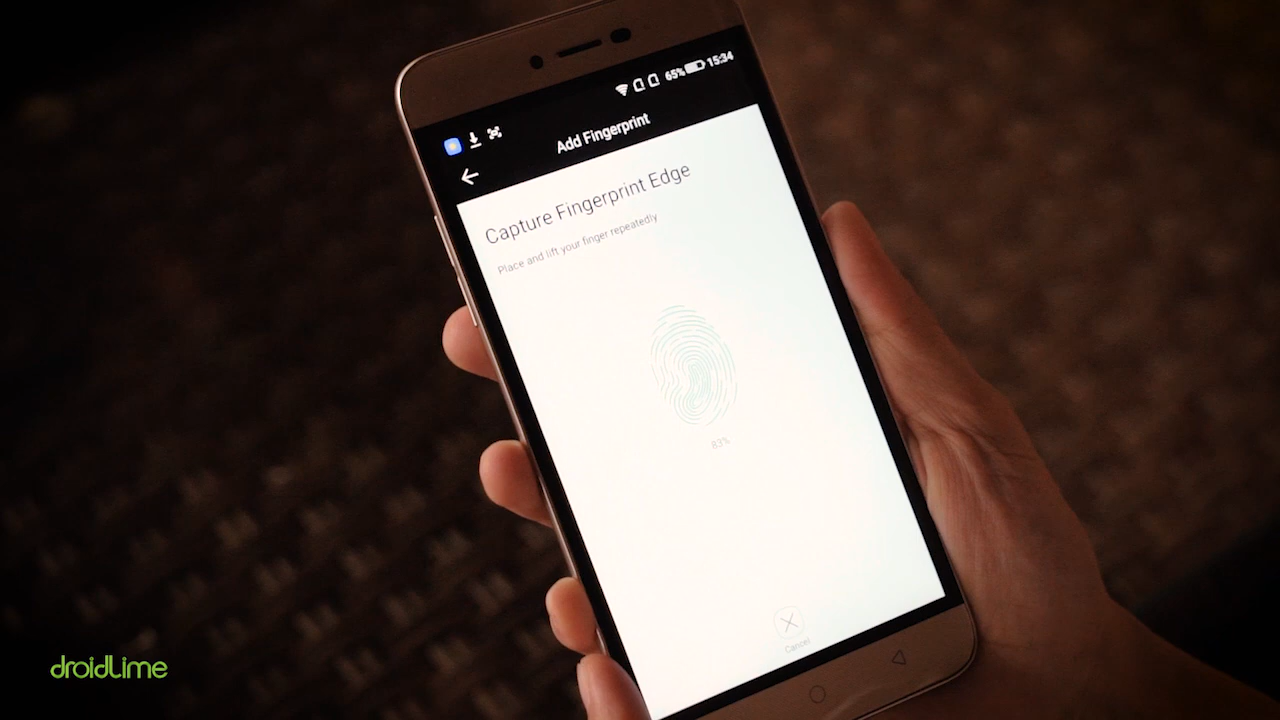 65% 15:34
Add Fingerprint
Capture Fingerprint Edge
Place and lift your finger repeatedly
83%
Cancel
droidLime